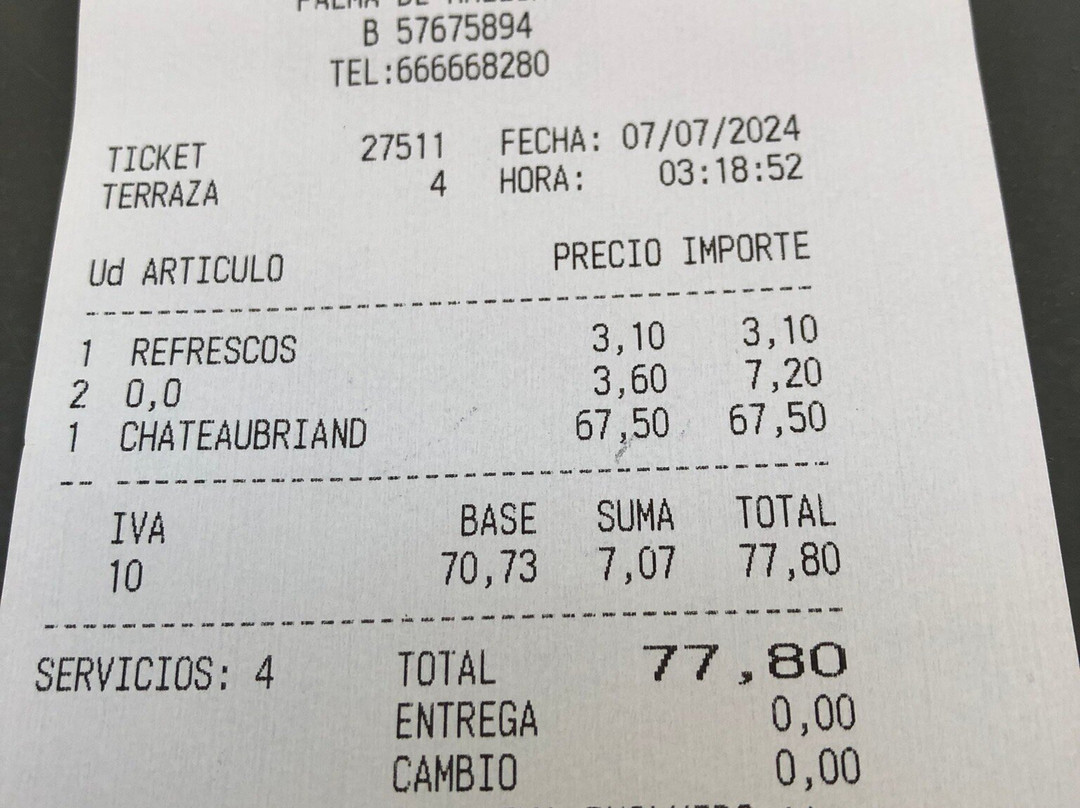 PALMA DE
B 57675894
TEL:666668280
TICKET 27511 FECHA: 07/07/2024
TERRAZA 4 HORA: 03:18:52
Ud ARTICULO PRECIO IMPORTE
1 REFRESCOS 3,10 3,10
2 0,0 3,60 7,20
1 CHATEAUBRIAND 67,50 67,50
IVA BASE SUMA TOTAL
10 70,73 7,07 77,80
SERVICIOS: 4 TOTAL 77,80
ENTREGA 0,00
CAMBIO 0,00